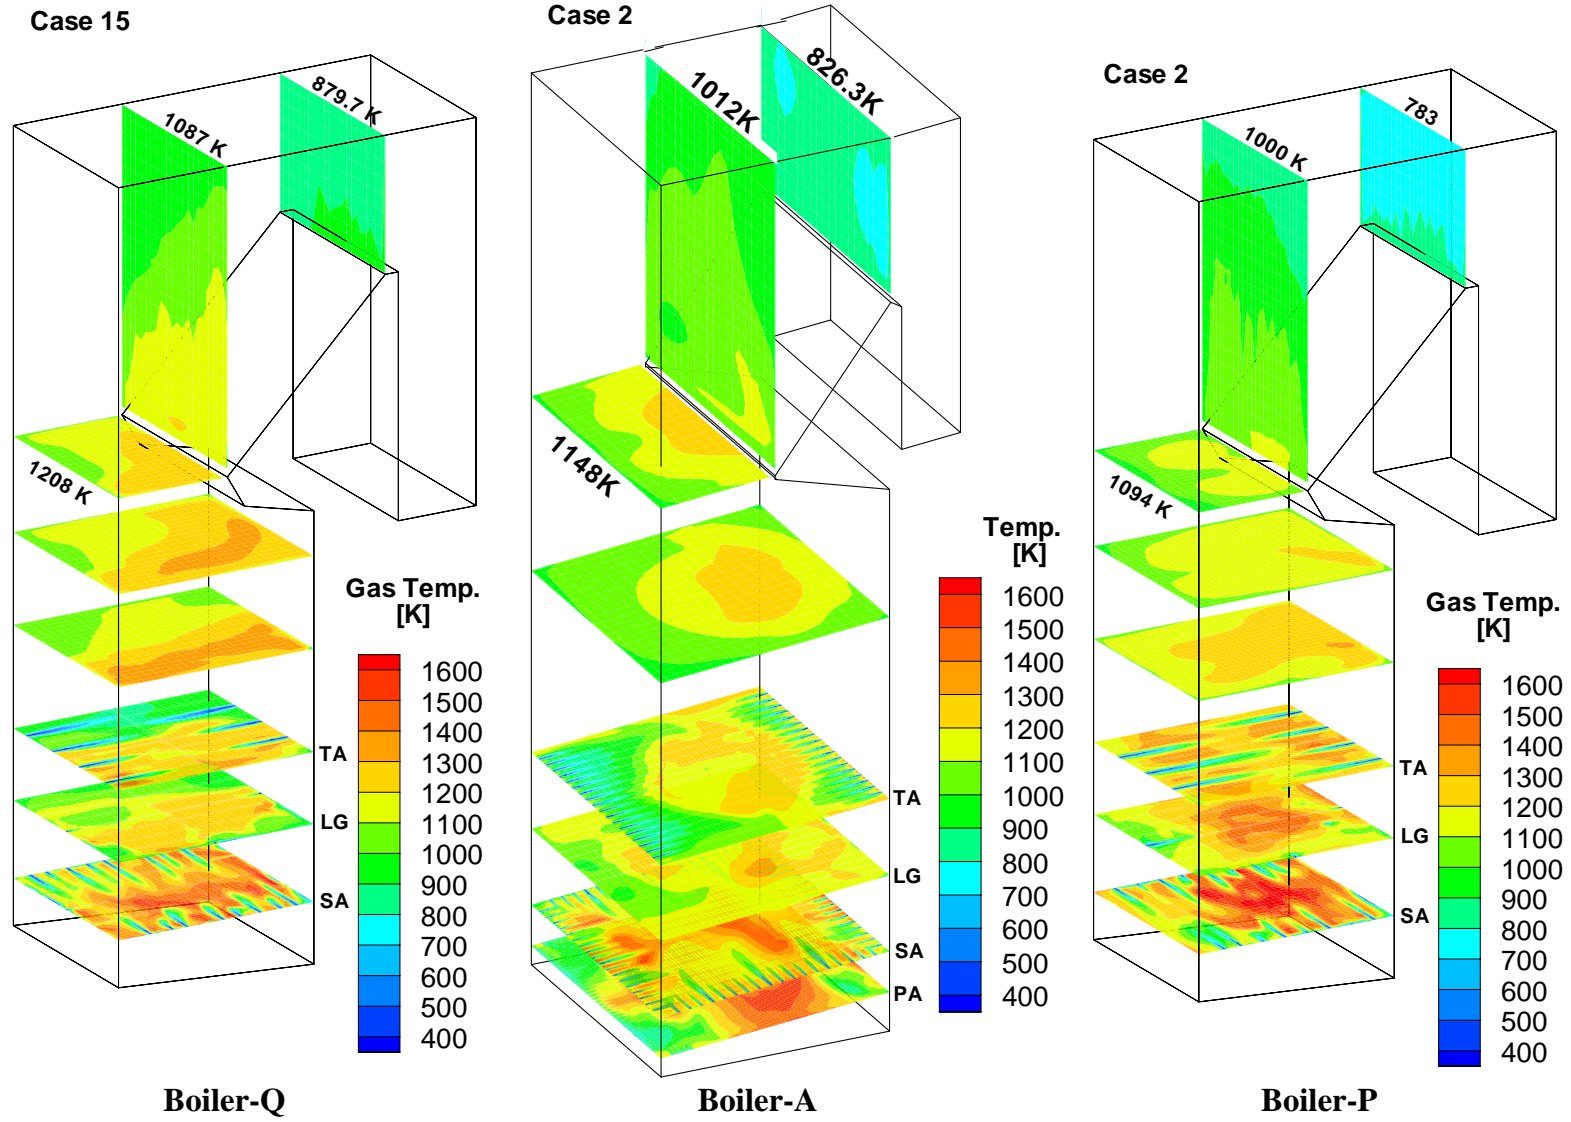 Case 15
1087 K
879.7 K
1208 K
TA
LG
SA
Gas Temp.
[K]
1600
1500
1400
1300
1200
1100
1000
900
800
700
600
500
400
Boiler-Q
Case 2
1012K
826.3K
1148K
TA
LG
SA
PA
Temp.
[K]
1600
1500
1400
1300
1200
1100
1000
900
800
700
600
500
400
Boiler-A
Case 2
1000 K
783
1094 K
TA
LG
SA
Gas Temp.
[K]
1600
1500
1400
1300
1200
1100
1000
900
800
700
600
500
400
Boiler-P